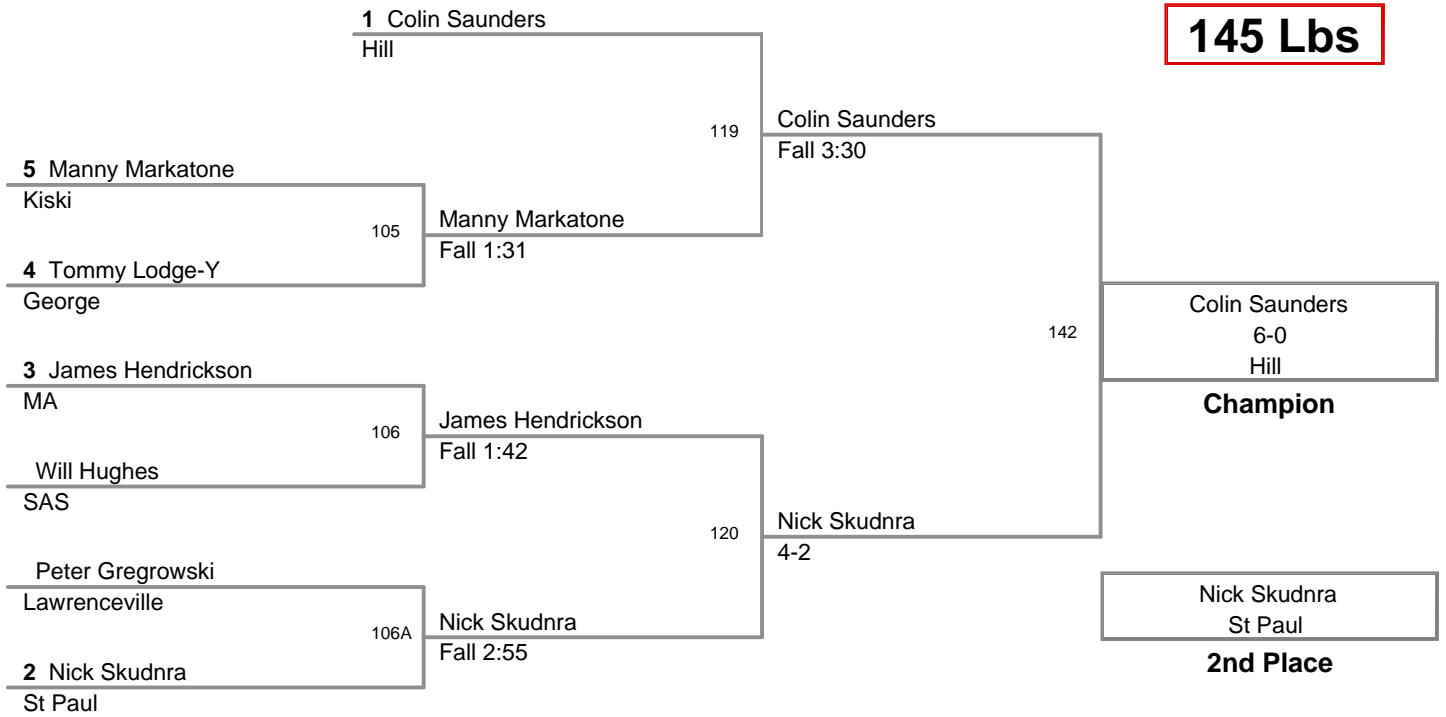 1 Colin Saunders
Hill
145 Lbs
119
Colin Saunders
Fall 3:30
5 Manny Markatone
Kiski
105
Manny Markatone
Fall 1:31
4 Tommy Lodge-Y
George
142
Colin Saunders
6-0
Hill
Champion
3 James Hendrickson
MA
106
James Hendrickson
Fall 1:42
Will Hughes
SAS
120
Nick Skudnra
4-2
Peter Gregrowski
Lawrenceville
106A
Nick Skudnra
Fall 2:55
2 Nick Skudnra
St Paul
Nick Skudnra
St Paul
2nd Place